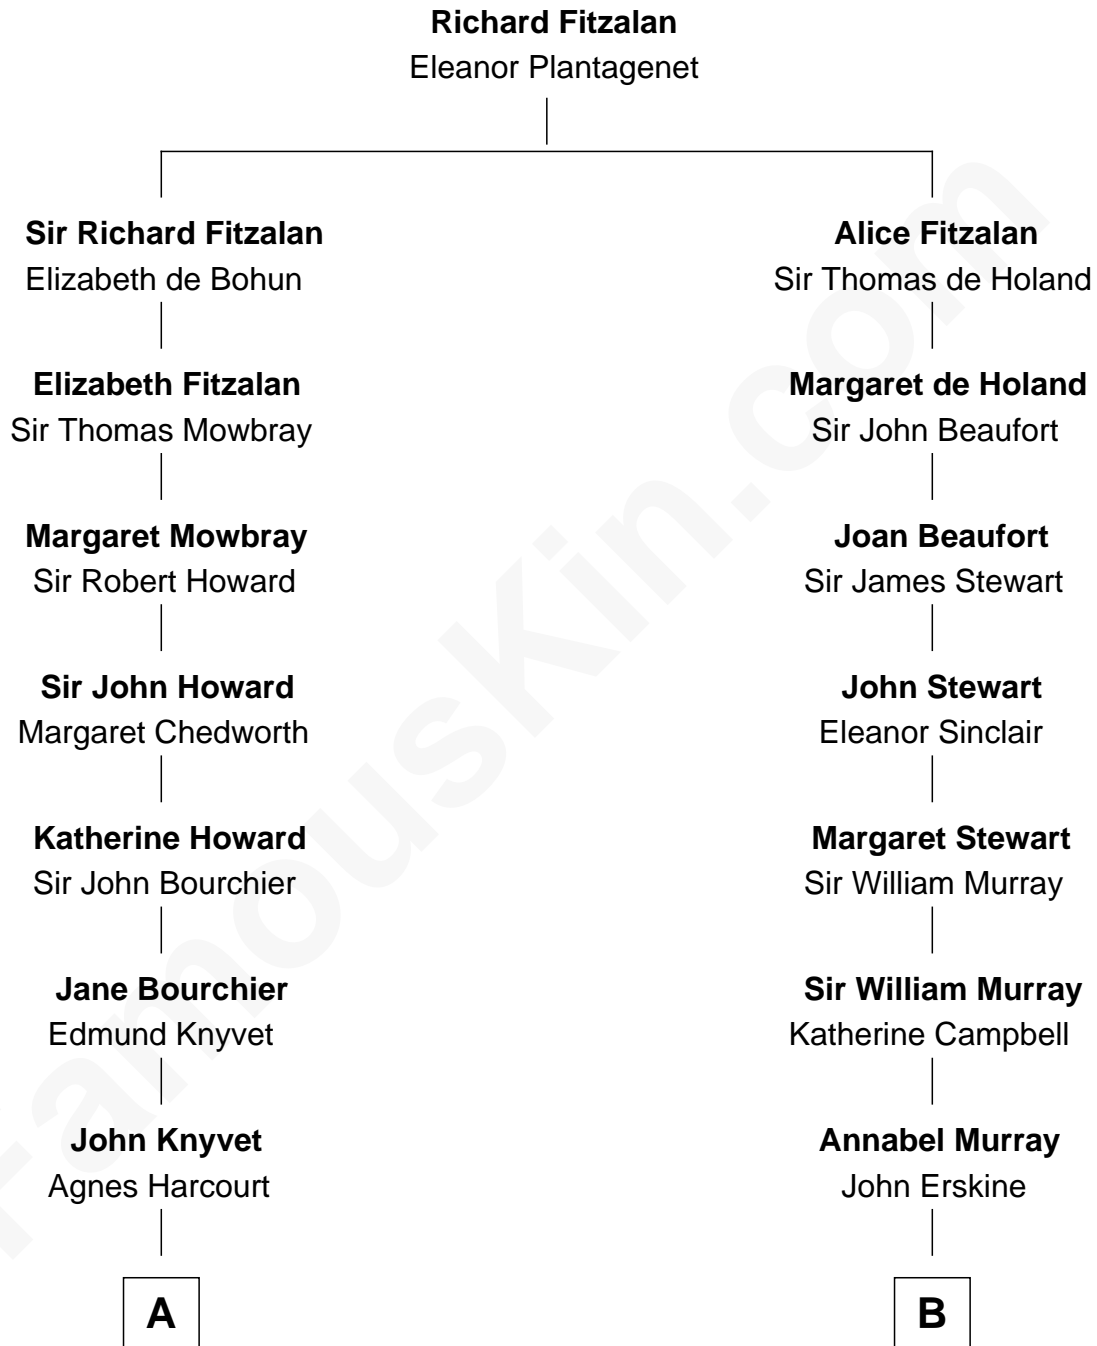 Richard Fitzalan
Eleanor Plantagenet
Sir Richard Fitzalan
Elizabeth de Bohun
Alice Fitzalan
Sir Thomas de Holand
Elizabeth Fitzalan
Sir Thomas Mowbray
Margaret de Holand
Sir John Beaufort
Margaret Mowbray
Sir Robert Howard
Joan Beaufort
Sir James Stewart
Sir John Howard
Margaret Chedworth
John Stewart
Eleanor Sinclair
Katherine Howard
Sir John Bourchier
Margaret Stewart
Sir William Murray
Jane Bourchier
Edmund Knyvet
Sir William Murray
Katherine Campbell
John Knyvet
Agnes Harcourt
Annabel Murray
John Erskine
A
B
FamousKin.com